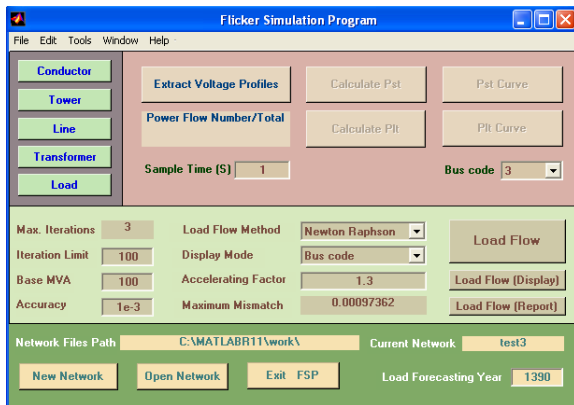 Flicker Simulation Program
File Edit Tools Window Help
Conductor
Tower
Line
Transformer
Load
Extract Voltage Profiles
Calculate Pst
Pst Curve
Power Flow Number/Total
Calculate Plt
Plt Curve
Sample Time (S) 1
Bus code 3
Max. Iterations 3
Load Flow Method Newton Raphson
Load Flow
Iteration Limit 100
Display Mode Bus code
Base MVA 100
Accelerating Factor 1.3
Load Flow (Display)
Accuracy 1e-3
Maximum Mismatch 0.00097362
Load Flow (Report)
Network Files Path C:\MATLABR11\work\
Current Network test3
New Network
Open Network
Exit FSP
Load Forecasting Year 1390